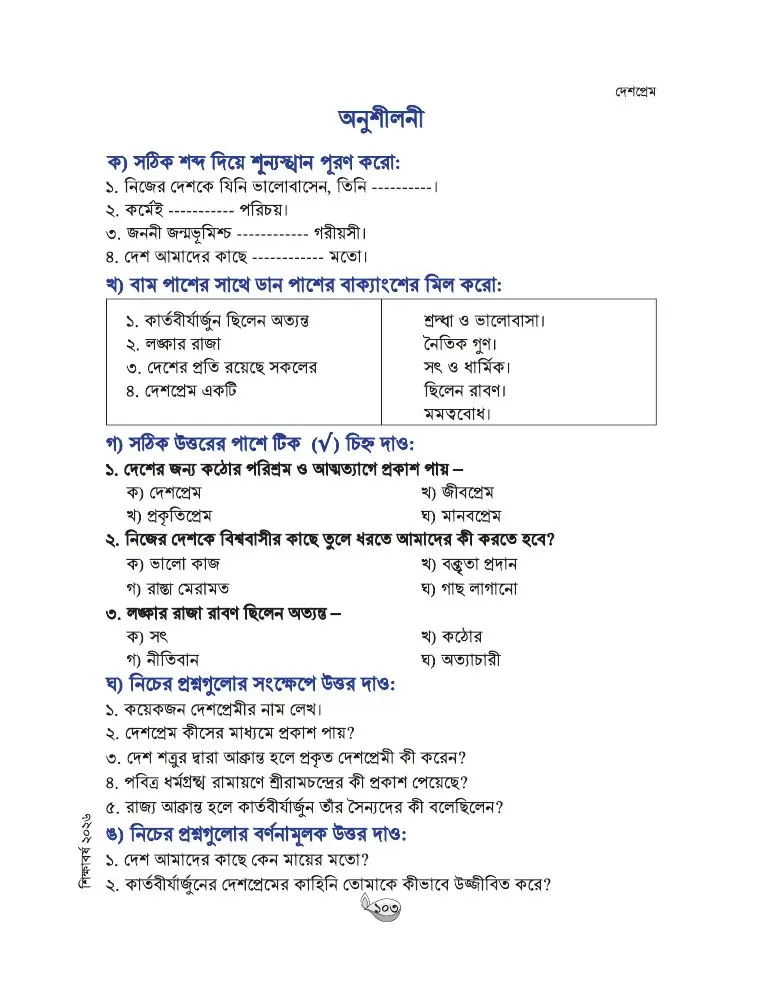 দেশপ্রেম
অনুশীলনী
ক) সঠিক শব্দ দিয়ে শূন্যস্থান পূরণ করো:
১. নিজের দেশকে যিনি ভালোবাসেন, তিনি ----------।
২. কর্মেই ----------- পরিচয়।
৩. জননী জন্মভূমিশ্চ ------------ গরীয়সী।
৪. দেশ আমাদের কাছে ------------ মতো।
খ) বাম পাশের সাথে ডান পাশের বাক্যাংশের মিল করো:
১. কার্তবীর্যার্জুন ছিলেন অত্যন্ত শ্রদ্ধা ও ভালোবাসা।
২. লঙ্কার রাজা নৈতিক গুণ।
৩. দেশের প্রতি রয়েছে সকলের সৎ ও ধার্মিক।
৪. দেশপ্রেম একটি ছিলেন রাবণ।
মমত্ববোধ।
গ) সঠিক উত্তরের পাশে টিক (√) চিহ্ন দাও:
১. দেশের জন্য কঠোর পরিশ্রম ও আত্মত্যাগে প্রকাশ পায় –
ক) দেশপ্রেম খ) জীবপ্রেম
খ) প্রকৃতিপ্রেম ঘ) মানবপ্রেম
২. নিজের দেশকে বিশ্ববাসীর কাছে তুলে ধরতে আমাদের কী করতে হবে?
ক) ভালো কাজ খ) বক্তৃতা প্রদান
গ) রাস্তা মেরামত ঘ) গাছ লাগানো
৩. লঙ্কার রাজা রাবণ ছিলেন অত্যন্ত –
ক) সৎ খ) কঠোর
গ) নীতিবান ঘ) অত্যাচারী
ঘ) নিচের প্রশ্নগুলোর সংক্ষেপে উত্তর দাও:
১. কয়েকজন দেশপ্রেমীর নাম লেখ।
২. দেশপ্রেম কীসের মাধ্যমে প্রকাশ পায়?
৩. দেশ শত্রুর দ্বারা আক্রান্ত হলে প্রকৃত দেশপ্রেমী কী করেন?
৪. পবিত্র ধর্মগ্রন্থ রামায়ণে শ্রীরামচন্দ্রের কী প্রকাশ পেয়েছে?
৫. রাজ্য আক্রান্ত হলে কার্তবীর্যার্জুন তাঁর সৈন্যদের কী বলেছিলেন?
ঙ) নিচের প্রশ্নগুলোর বর্ণনামূলক উত্তর দাও:
১. দেশ আমাদের কাছে কেন মায়ের মতো?
২. কার্তবীর্যার্জুনের দেশপ্রেমের কাহিনি তোমাকে কীভাবে উজ্জীবিত করে?
শিক্ষাবর্ষ ২০২৬
১০৩